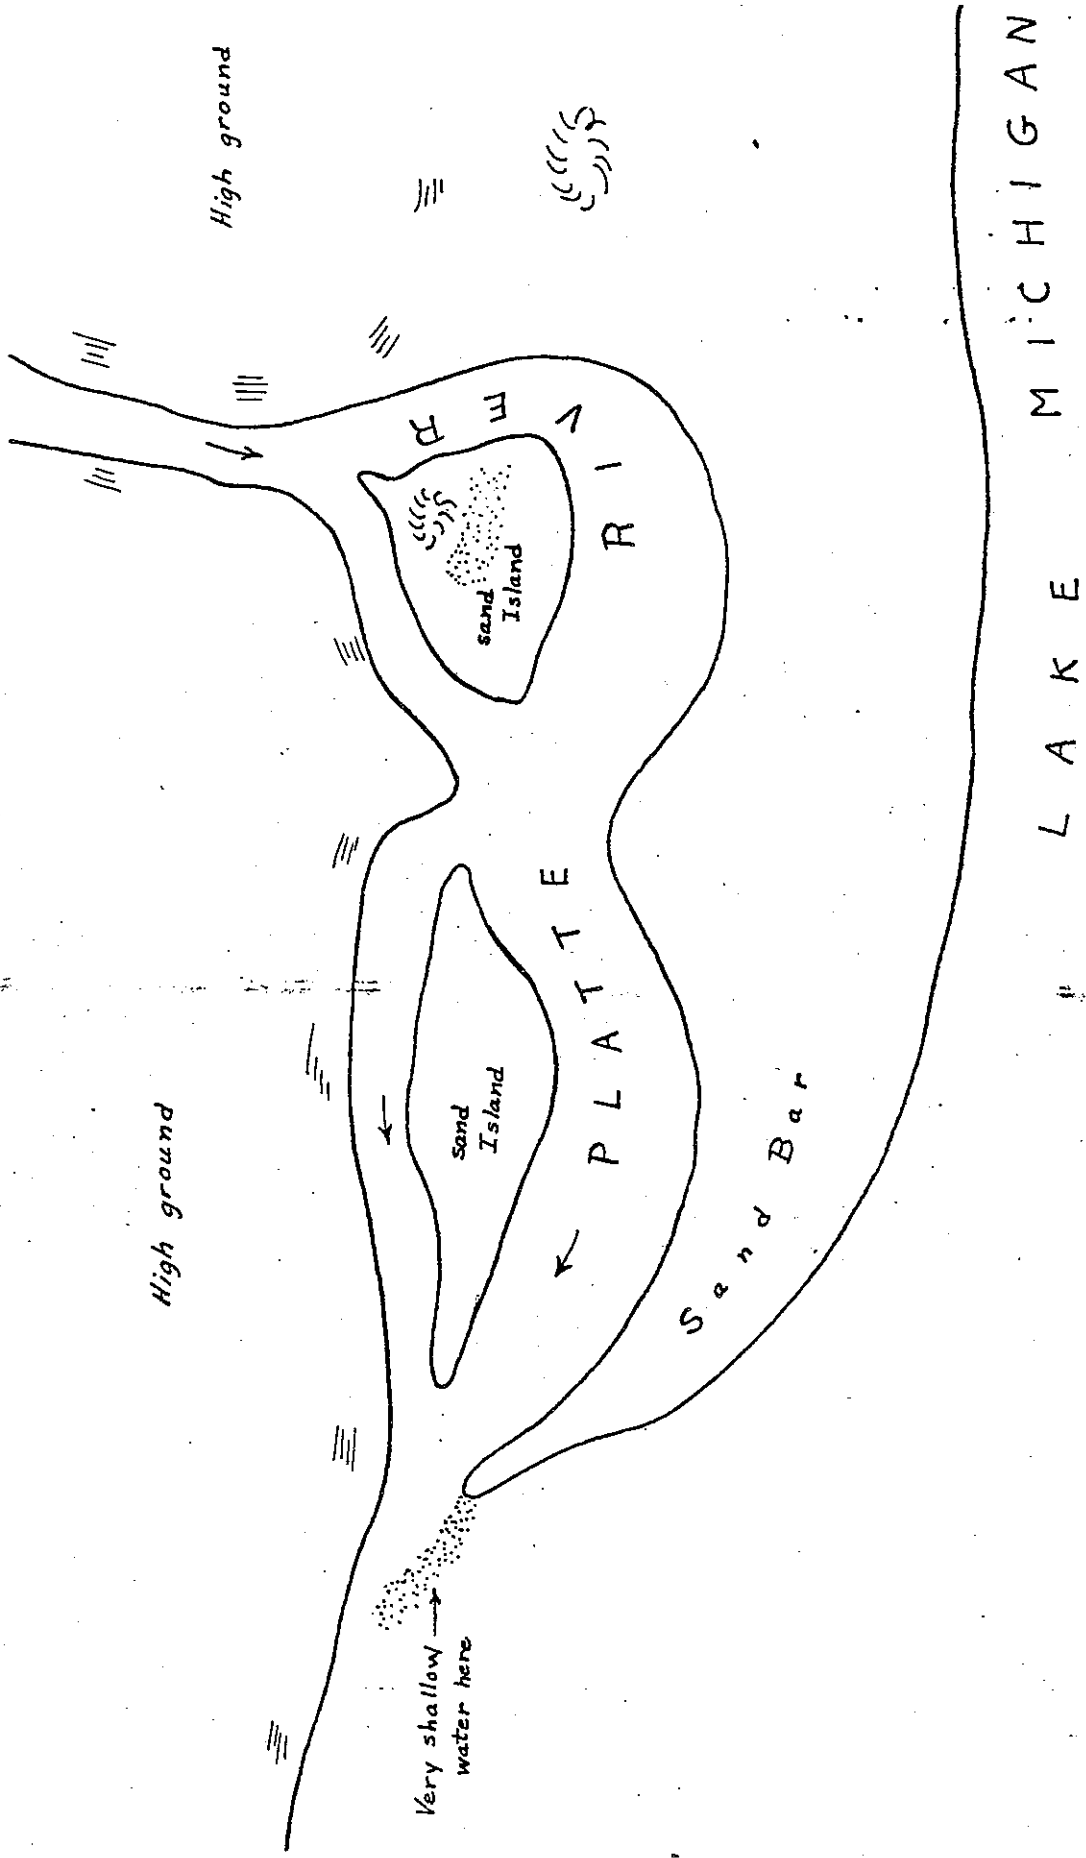 High ground
High ground
sand
Island
sand
Island
PLATTE RIVER
Very shallow
water here
Sand Bar
LAKE MICHIGAN